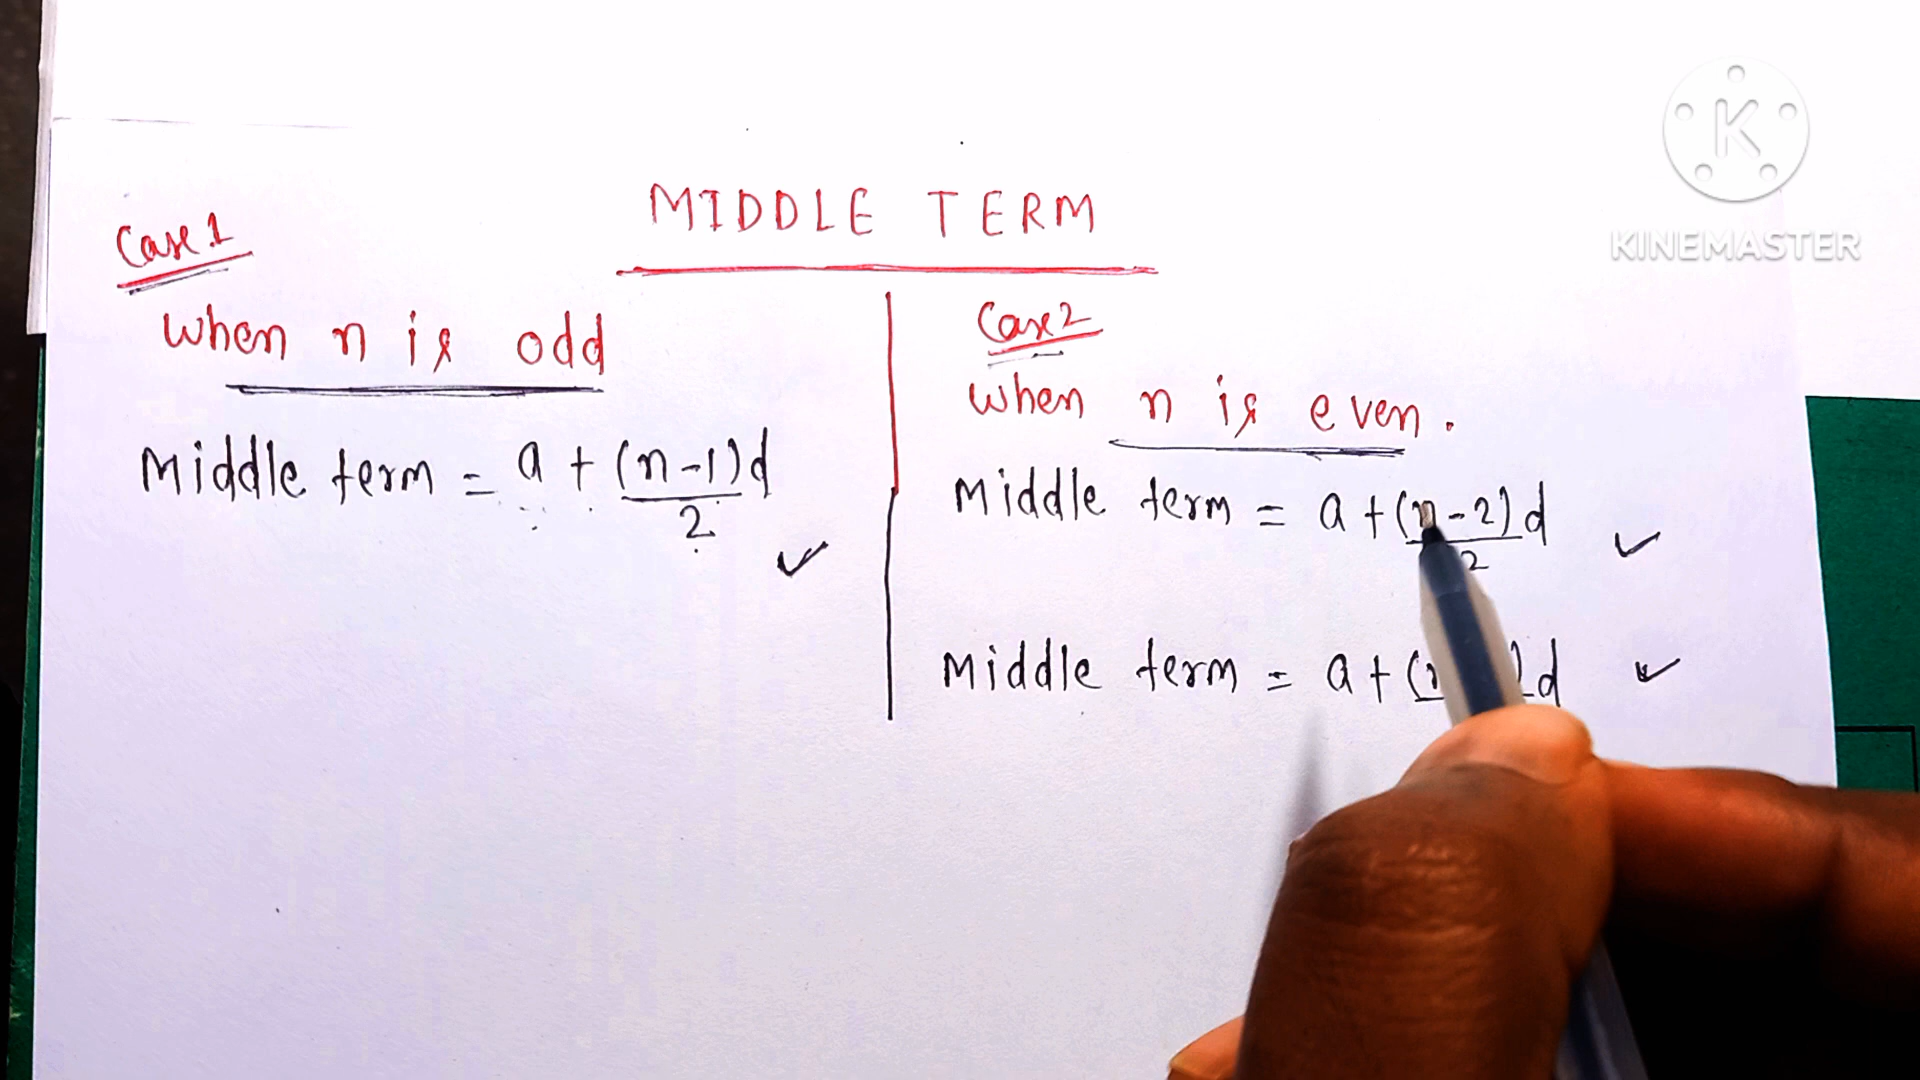 MIDDLE TERM
Case 1
When n is odd
Middle term = a + (n-1)d
2
Case 2
When n is even.
Middle term = a + (n-2)d
2
Middle term = a + ( d
K
KINEMASTER